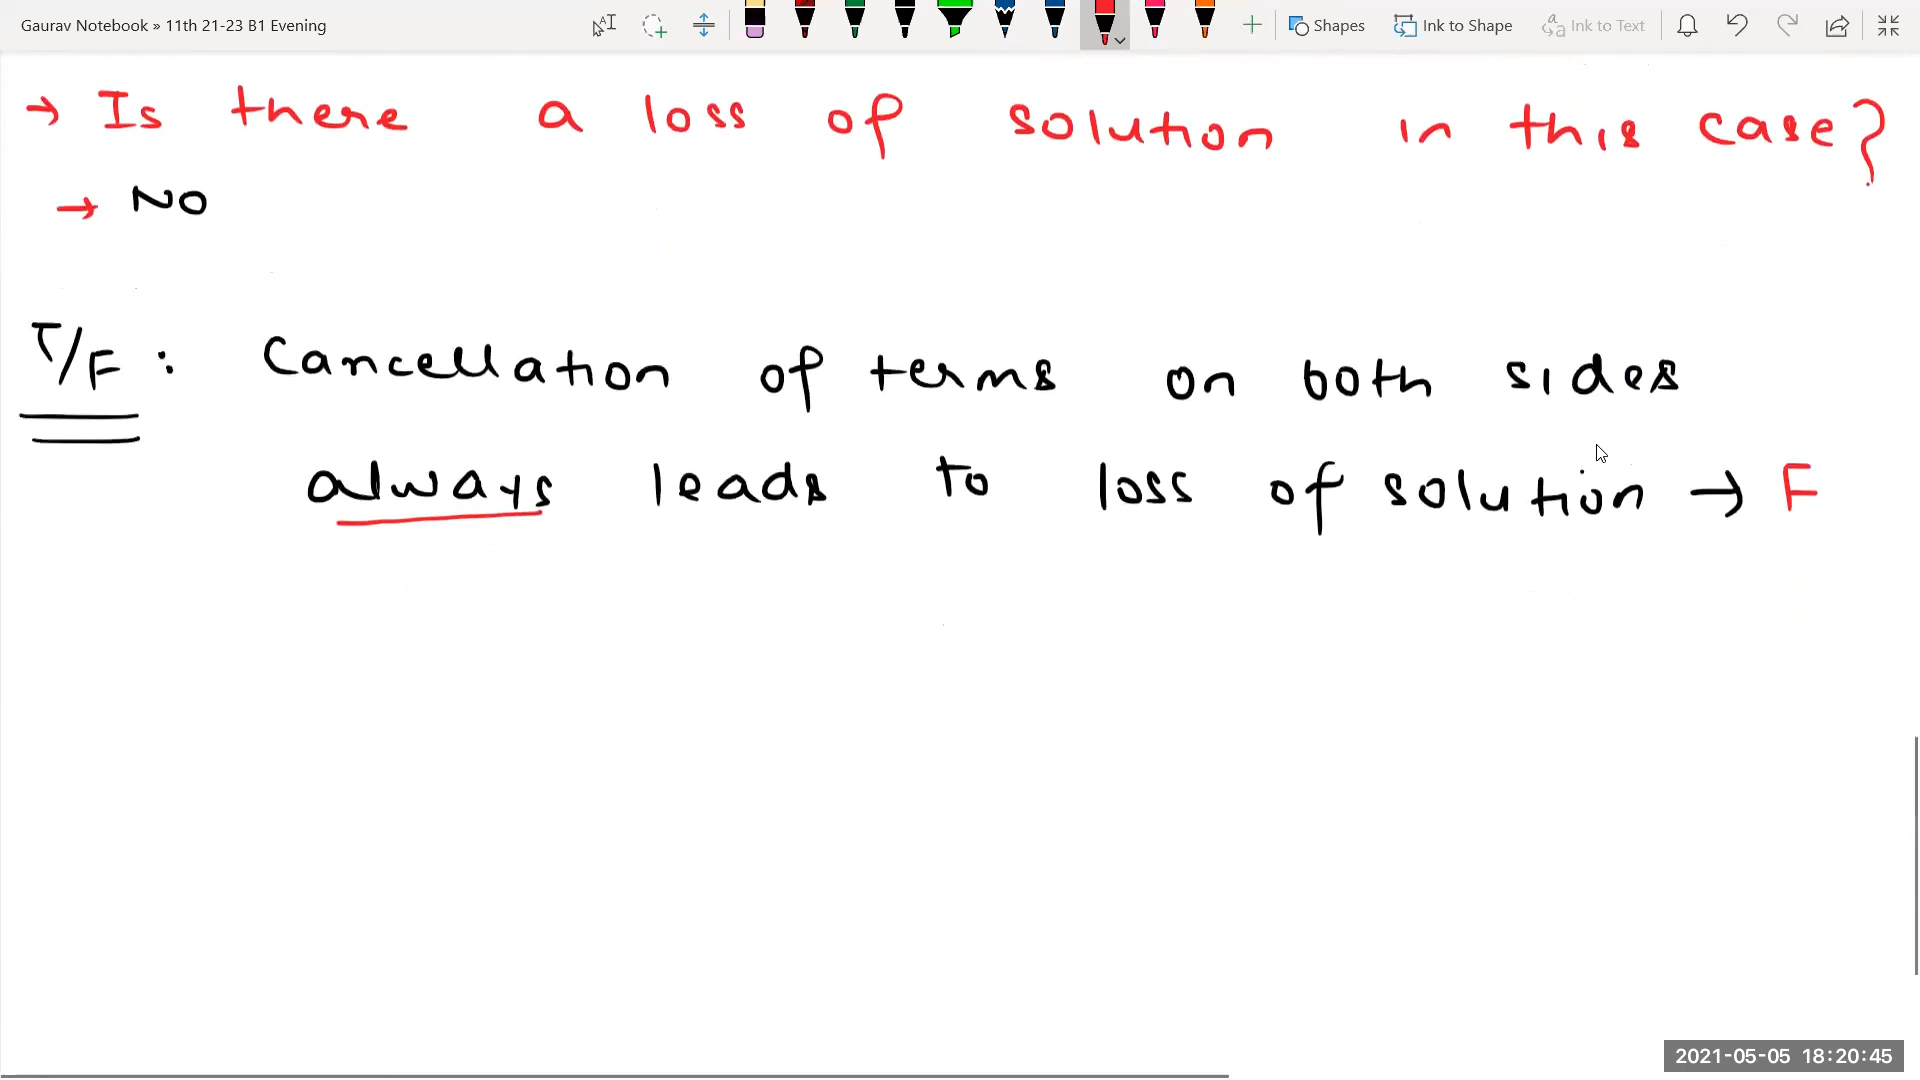 Gaurav Notebook » 11th 21-23 B1 Evening
Shapes
Ink to Shape
Ink to Text
→ Is there a loss of solution in this case?
→ NO
T/F : Cancellation of terms on both sides
always leads to loss of solution → F
2021-05-05 18:20:45